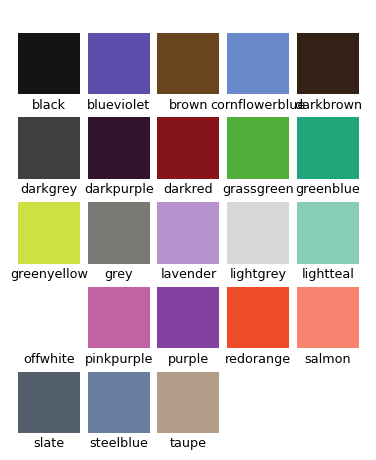 black blueviolet brown cornflowerblue darkbrown
darkgrey darkpurple darkred grassgreen greenblue
greenyellow grey lavender lightgrey lightteal
offwhite pinkpurple purple redorange salmon
slate steelblue taupe